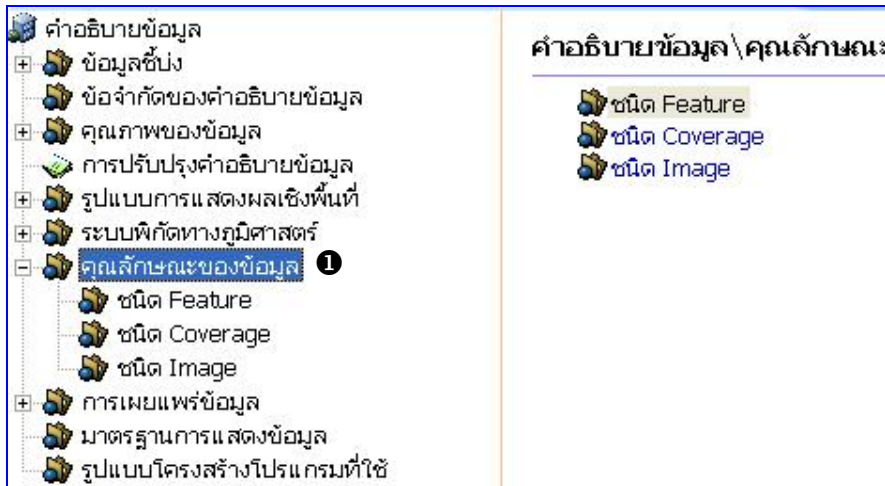 คำอธิบายข้อมูล
ข้อมูลชี้บ่ง
ข้อจำกัดของคำอธิบายข้อมูล
คุณภาพของข้อมูล
การปรับปรุงคำอธิบายข้อมูล
รูปแบบการแสดงผลเชิงพื้นที่
ระบบพิกัดทางภูมิศาสตร์
คุณลักษณะของข้อมูล ❶
ชนิด Feature
ชนิด Coverage
ชนิด Image
การเผยแพร่ข้อมูล
มาตรฐานการแสดงข้อมูล
รูปแบบโครงสร้างโปรแกรมที่ใช้
คำอธิบายข้อมูล\คุณลักษณะ
ชนิด Feature
ชนิด Coverage
ชนิด Image